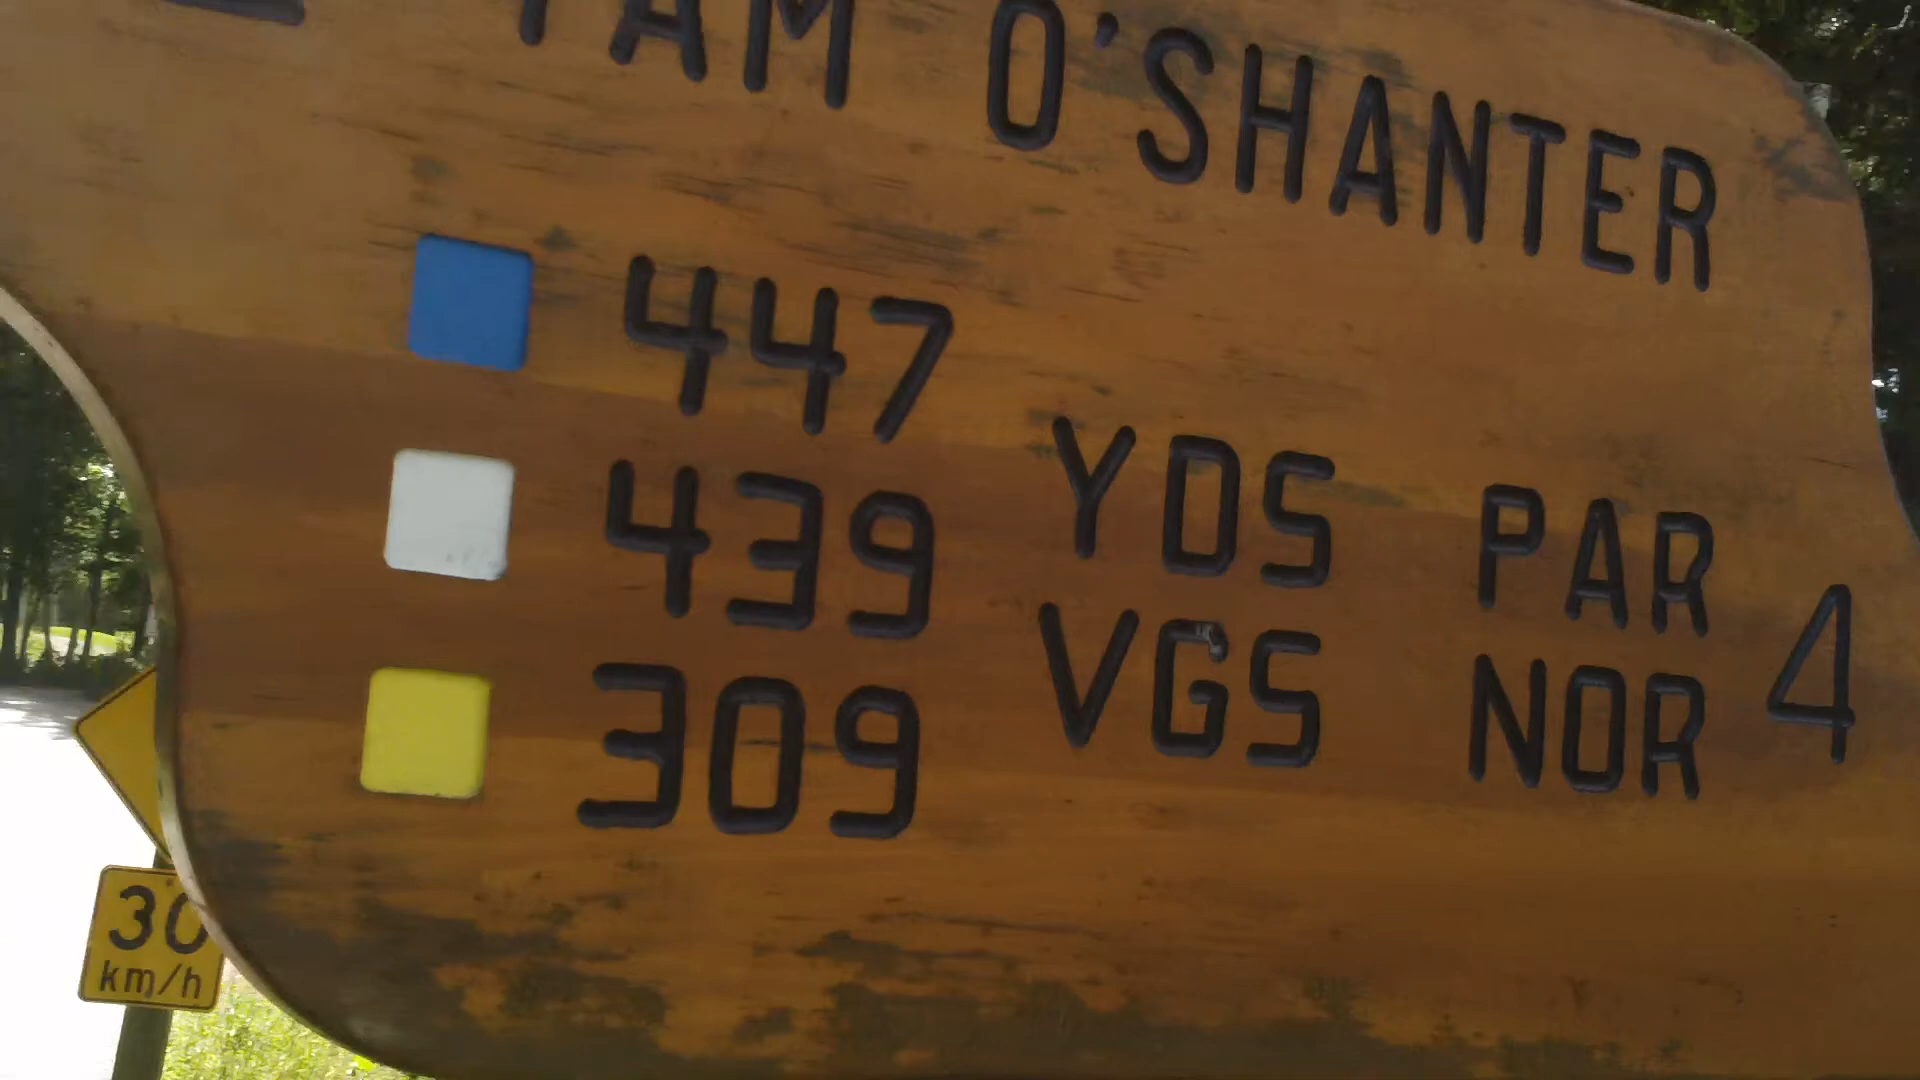 TAM O'SHANTER
447
439 YDS PAR 4
309 VGS NOR
30
km/h